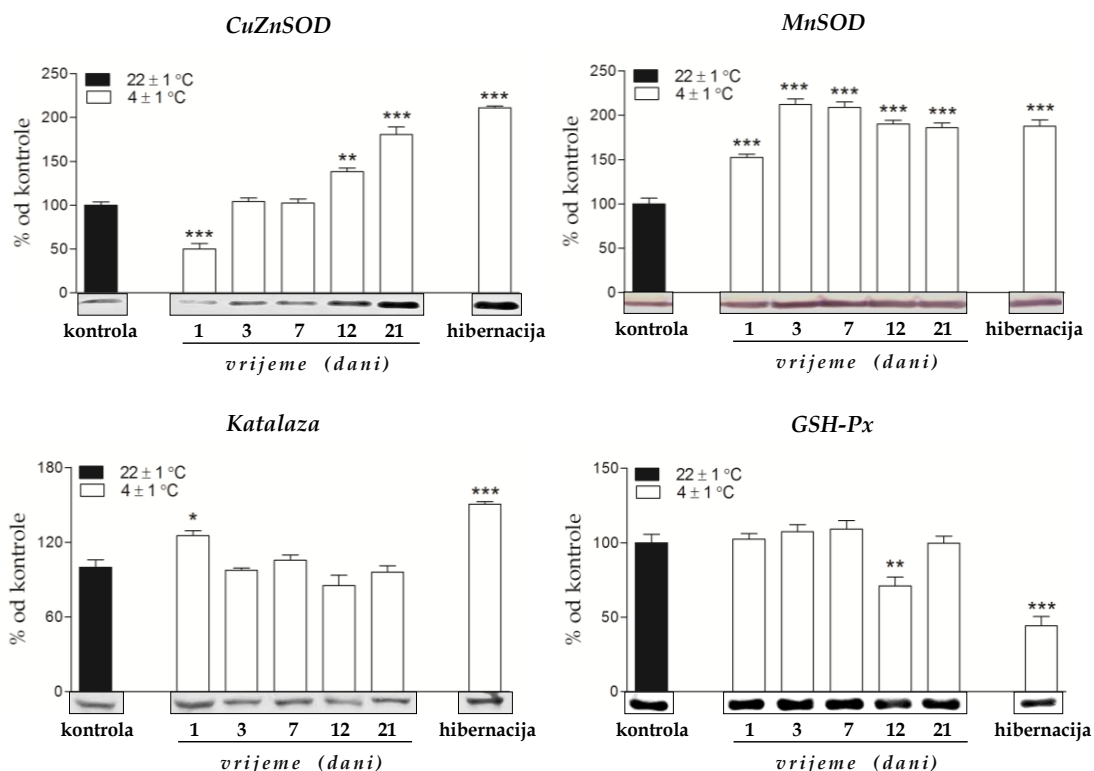 CuZnSOD
22 ± 1 °C
4 ± 1 °C
% od kontrole
250
200
150
100
50
0
***
**
***
***
kontrola
1 3 7 12 21
hibernacija
vrijeme (dani)
MnSOD
22 ± 1 °C
4 ± 1 °C
% od kontrole
250
200
150
100
50
0
***
***
***
***
***
***
kontrola
1 3 7 12 21
hibernacija
vrijeme (dani)
Katalaza
22 ± 1 °C
4 ± 1 °C
% od kontrole
180
120
60
0
*
***
kontrola
1 3 7 12 21
hibernacija
vrijeme (dani)
GSH-Px
22 ± 1 °C
4 ± 1 °C
% od kontrole
150
100
50
0
**
***
kontrola
1 3 7 12 21
hibernacija
vrijeme (dani)